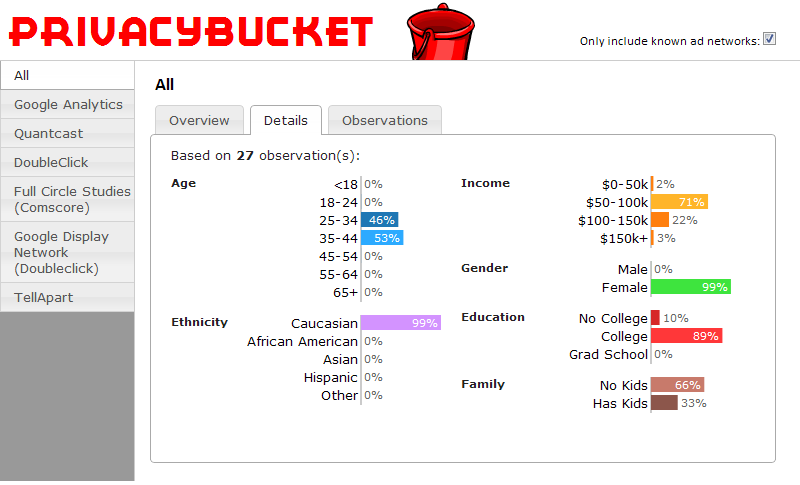 PRIVACYBUCKET
Only include known ad networks:
All
Google Analytics
Quantcast
DoubleClick
Full Circle Studies
(Comscore)
Google Display
Network
(Doubleclick)
TellApart
All
Overview
Details
Observations
Based on 27 observation(s):
Age
<18 0%
18-24 0%
25-34 46%
35-44 53%
45-54 0%
55-64 0%
65+ 0%
Ethnicity
Caucasian 99%
African American 0%
Asian 0%
Hispanic 0%
Other 0%
Income
$0-50k 2%
$50-100k 71%
$100-150k 22%
$150k+ 3%
Gender
Male 0%
Female 99%
Education
No College 10%
College 89%
Grad School 0%
Family
No Kids 66%
Has Kids 33%